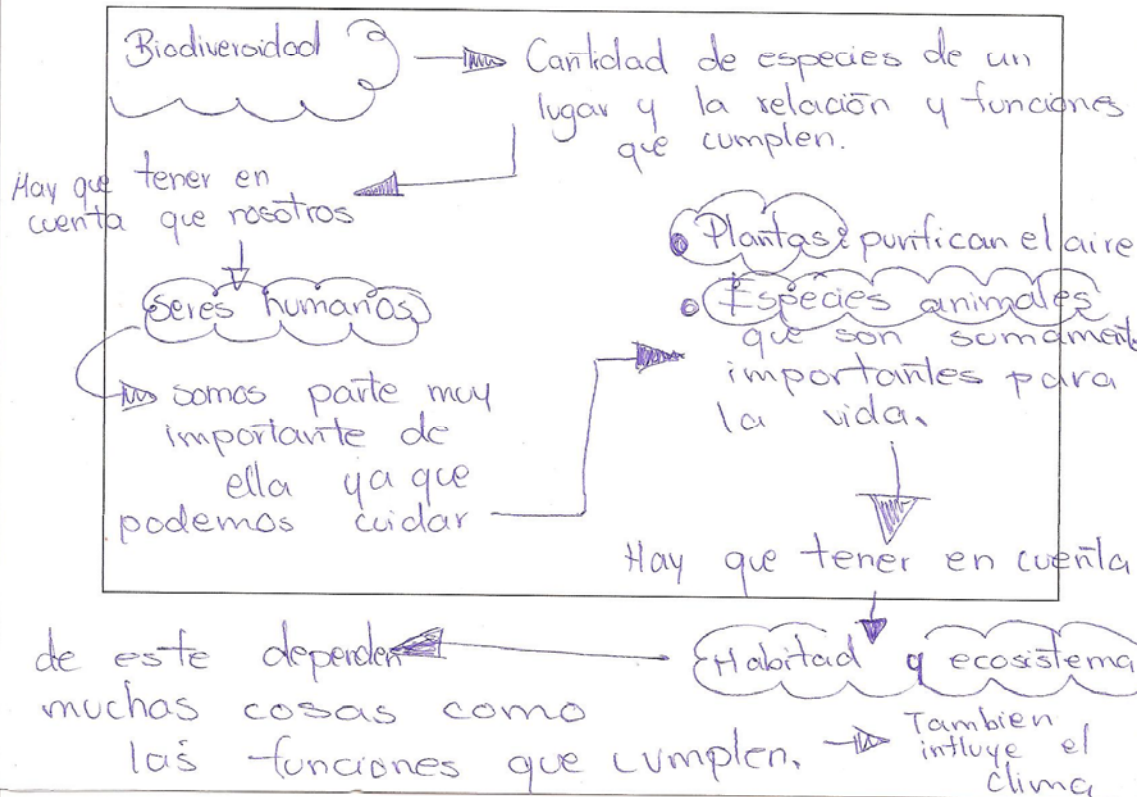 Biodiversidad
Cantidad de especies de un
lugar y la relación y funciones
que cumplen.
Hay que tener en
cuenta que nosotros
Seres humanos
somos parte muy
importante de
ella ya que
podemos cuidar
• Plantas: purifican el aire
• Especies animales
que son sumamente
importantes para
la vida.
Hay que tener en cuenta
Habitad y ecosistema
de este dependen
muchas cosas como
las funciones que cumplen.
Tambien
influye el
clima